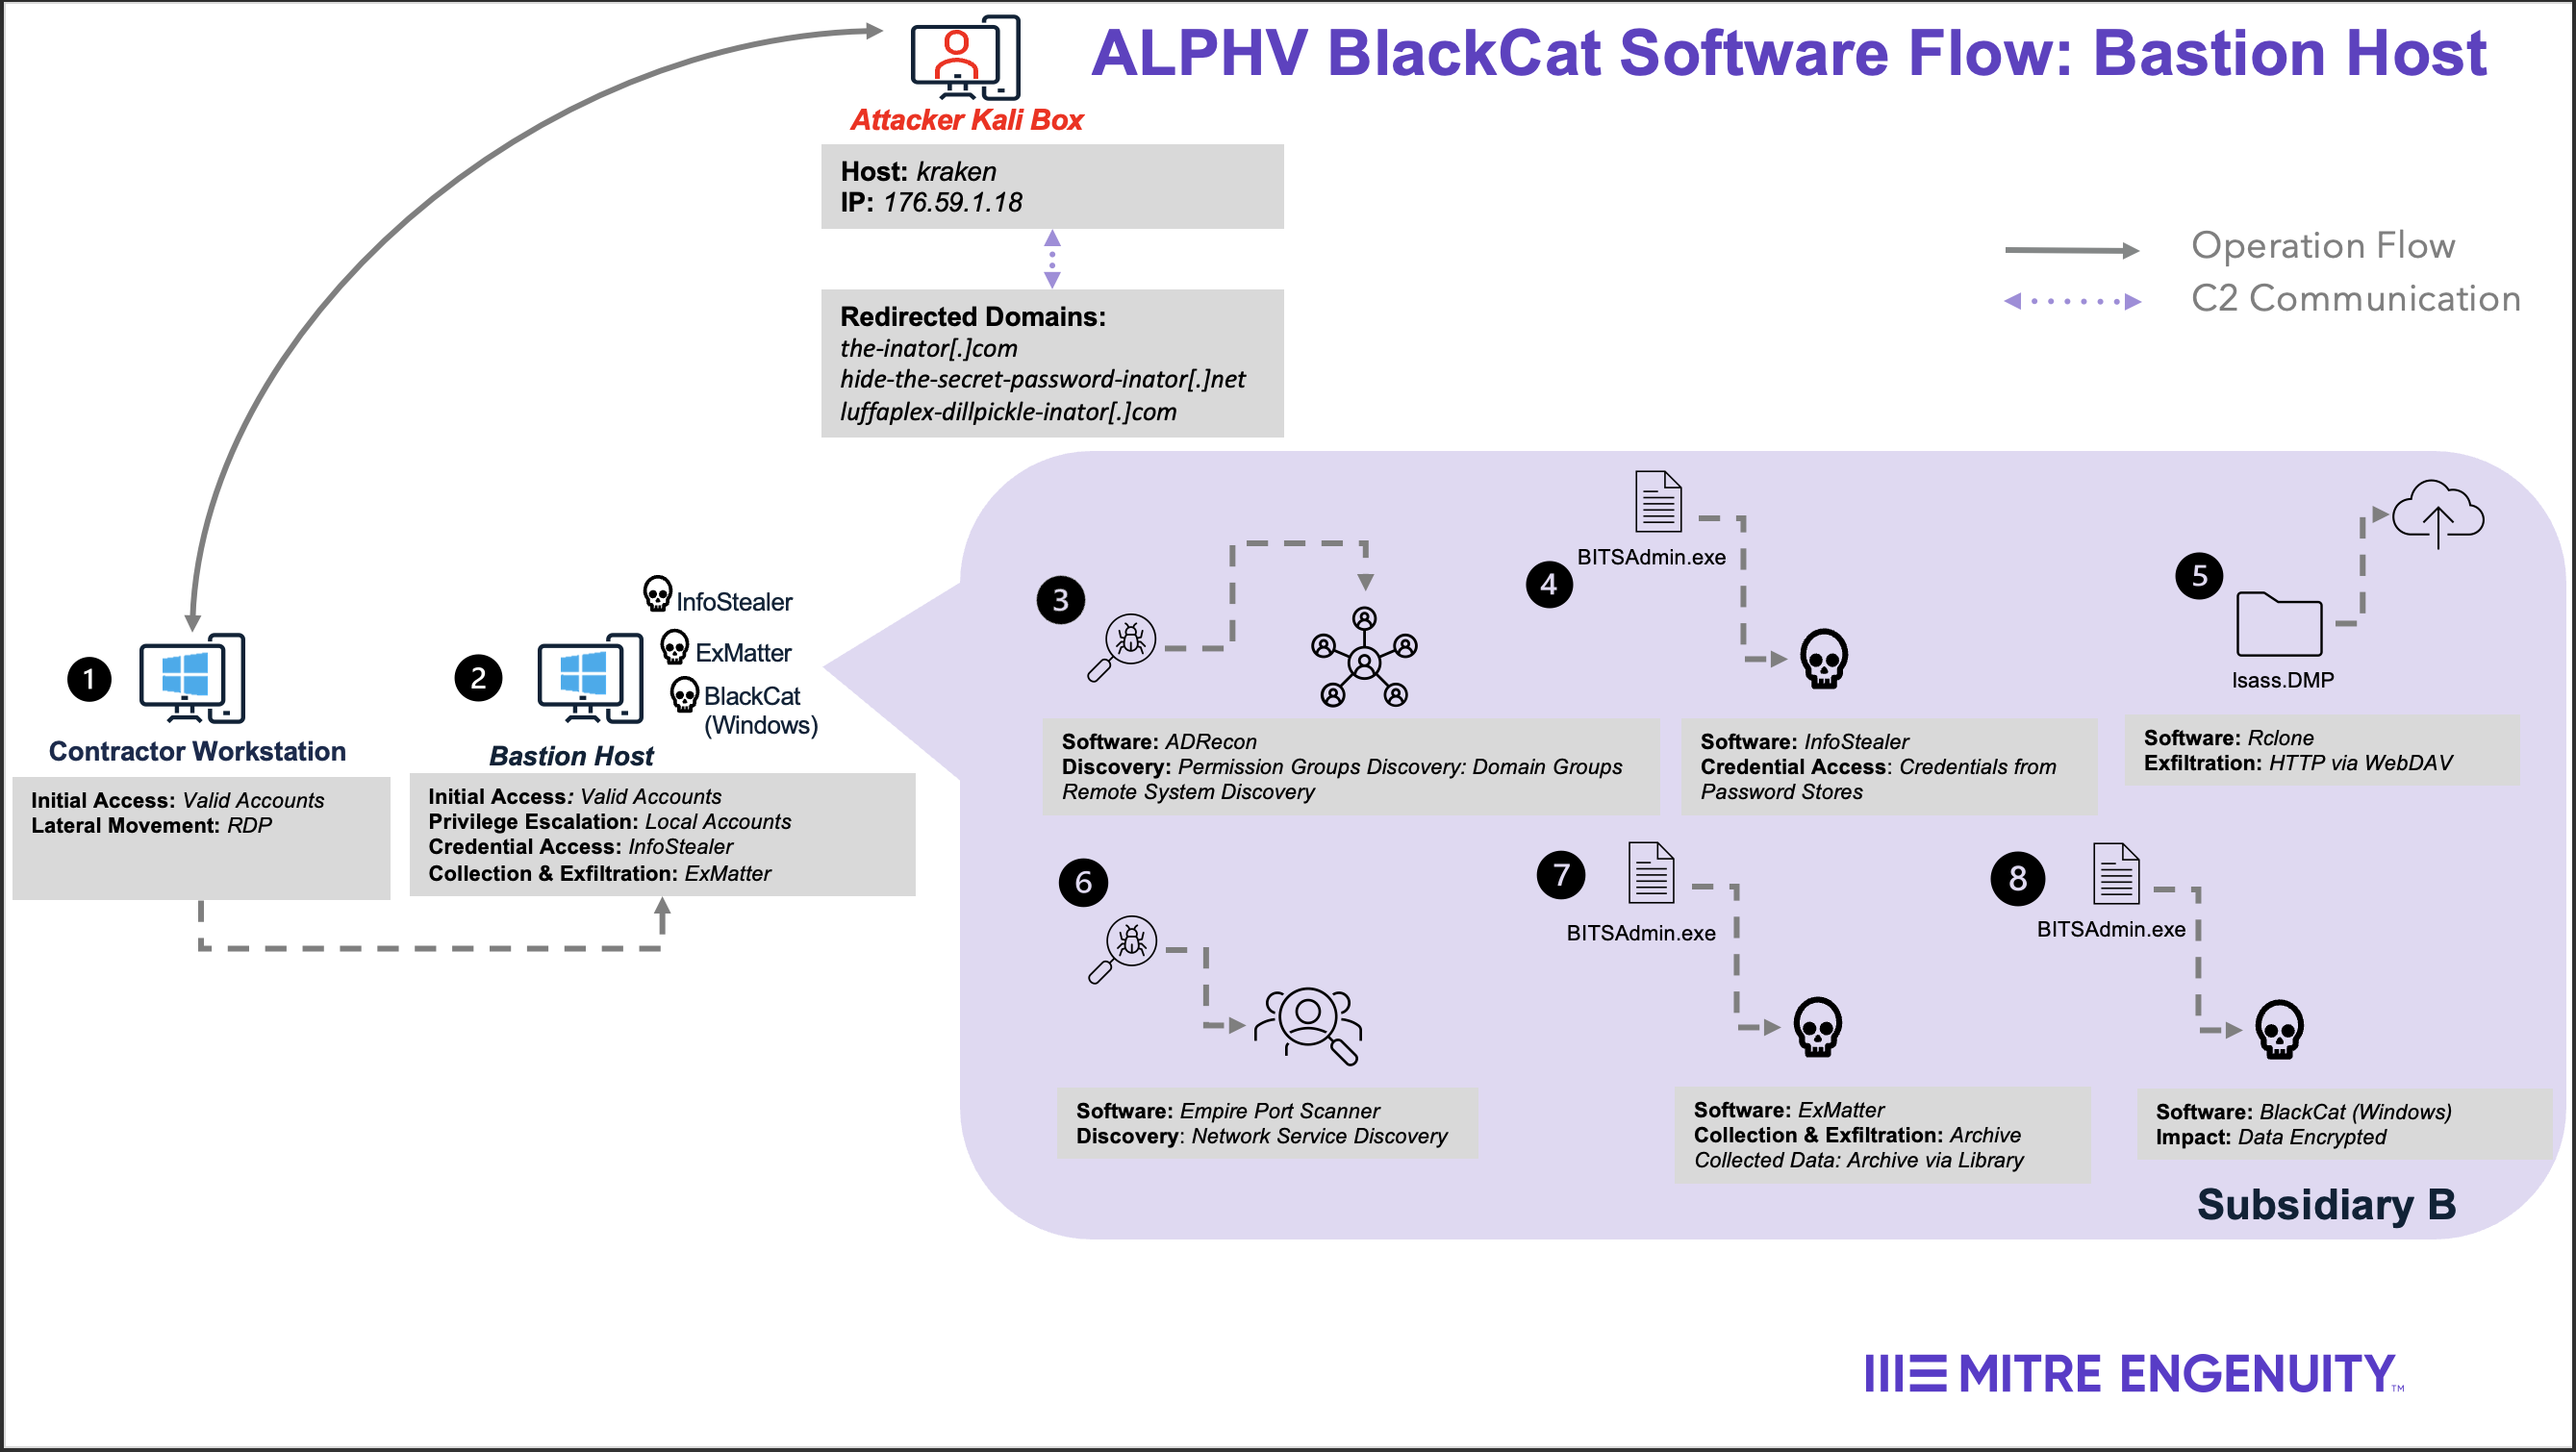 ALPHV BlackCat Software Flow: Bastion Host
Attacker Kali Box
Host: kraken
IP: 176.59.1.18
Redirected Domains:
the-inator[.]com
hide-the-secret-password-inator[.]net
luffaplex-dillpickle-inator[.]com
Operation Flow
C2 Communication
1
Contractor Workstation
Initial Access: Valid Accounts
Lateral Movement: RDP
2
InfoStealer
ExMatter
BlackCat
(Windows)
Bastion Host
Initial Access: Valid Accounts
Privilege Escalation: Local Accounts
Credential Access: InfoStealer
Collection & Exfiltration: ExMatter
3
Software: ADRecon
Discovery: Permission Groups Discovery: Domain Groups
Remote System Discovery
4
BITSAdmin.exe
Software: InfoStealer
Credential Access: Credentials from
Password Stores
5
lsass.DMP
Software: Rclone
Exfiltration: HTTP via WebDAV
6
Software: Empire Port Scanner
Discovery: Network Service Discovery
7
BITSAdmin.exe
Software: ExMatter
Collection & Exfiltration: Archive
Collected Data: Archive via Library
8
BITSAdmin.exe
Software: BlackCat (Windows)
Impact: Data Encrypted
Subsidiary B
MITRE ENGENUITY™